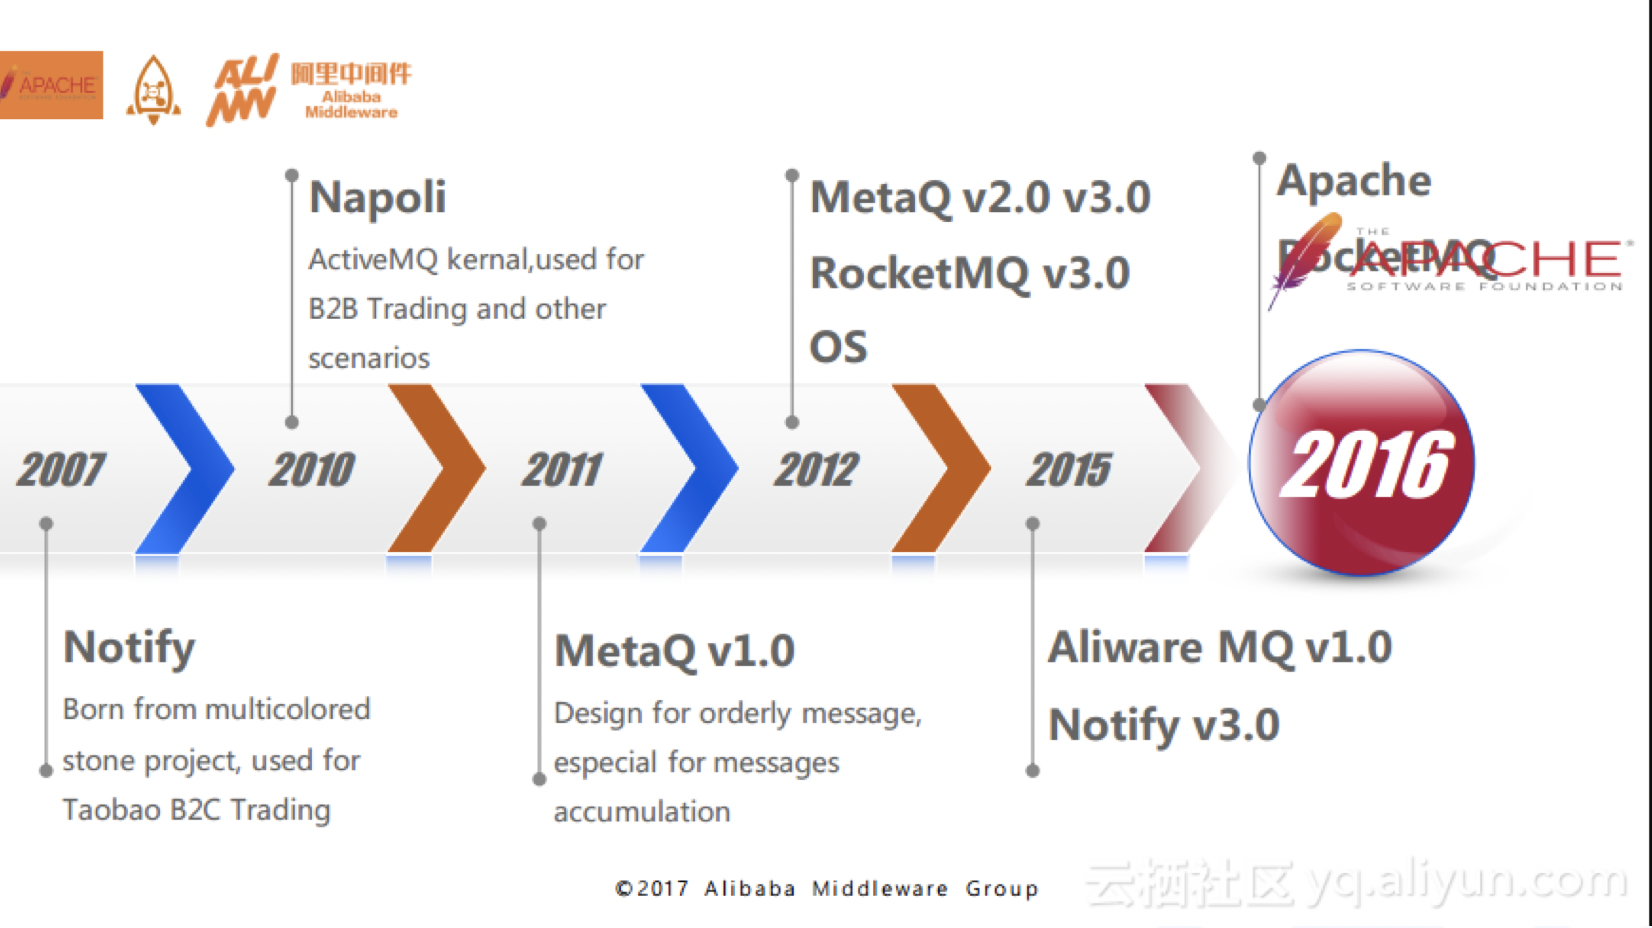 APACHE
阿里中间件
Alibaba
Middleware
Napoli
ActiveMQ kernal,used for
B2B Trading and other
scenarios
MetaQ v2.0 v3.0
RocketMQ v3.0
OS
Apache
RocketMQ
THE
APACHE®
SOFTWARE FOUNDATION
2007
2010
2011
2012
2015
2016
Notify
Born from multicolored
stone project, used for
Taobao B2C Trading
MetaQ v1.0
Design for orderly message,
especial for messages
accumulation
Aliware MQ v1.0
Notify v3.0
©2017 Alibaba Middleware Group
云栖社区 yq.aliyun.com